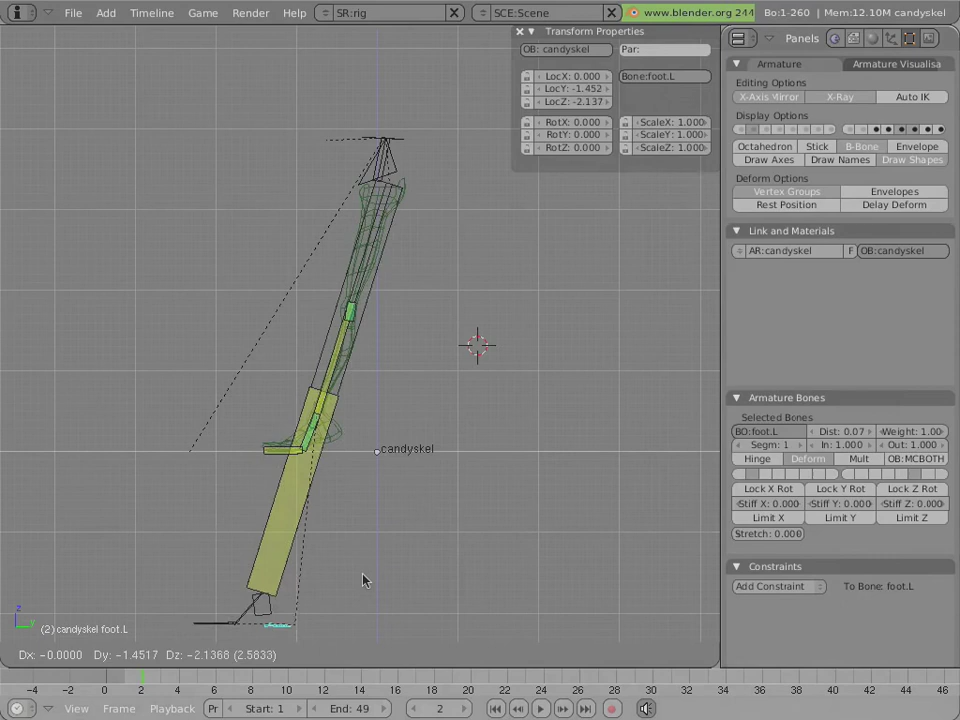 File Add Timeline Game Render Help SR:rig SCE:Scene www.blender.org 244 Bo:1-260 | Mem:12.10M candyskel
Transform Properties
OB: candyskel Par:
LocX: 0.000 Bone:foot.L
LocY: -1.452
LocZ: -2.137
RotX: 0.000 ScaleX: 1.000
RotY: 0.000 ScaleY: 1.000
RotZ: 0.000 ScaleZ: 1.000
Panels
Armature Armature Visualisa
Editing Options
X-Axis Mirror X-Ray Auto IK
Display Options
Octahedron Stick B-Bone Envelope
Draw Axes Draw Names Draw Shapes
Deform Options
Vertex Groups Envelopes
Rest Position Delay Deform
Link and Materials
AR:candyskel F OB:candyskel
Armature Bones
Selected Bones
BO:foot.L Dist: 0.07 Weight: 1.00
Segm: 1 In: 1.000 Out: 1.000
Hinge Deform Mult OB:MCBOTH
Lock X Rot Lock Y Rot Lock Z Rot
Stiff X: 0.000 Stiff Y: 0.000 Stiff Z: 0.000
Limit X Limit Y Limit Z
Stretch: 0.000
Constraints
Add Constraint To Bone: foot.L
candyskel
z
y
(2) candyskel foot.L
Dx: -0.0000 Dy: -1.4517 Dz: -2.1368 (2.5833)
-4 -2 0 2 4 6 8 10 12 14 16 18 20 22 24 26 28 30 32 34 36 38 40 42 44 46
View Frame Playback Pr Start: 1 End: 49 2